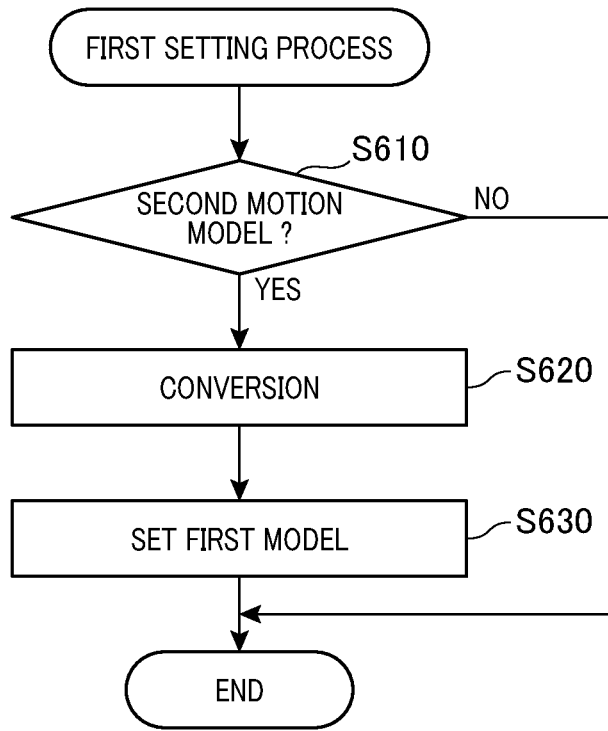 FIRST SETTING PROCESS
S610
SECOND MOTION
MODEL ?
NO
YES
CONVERSION
S620
SET FIRST MODEL
S630
END